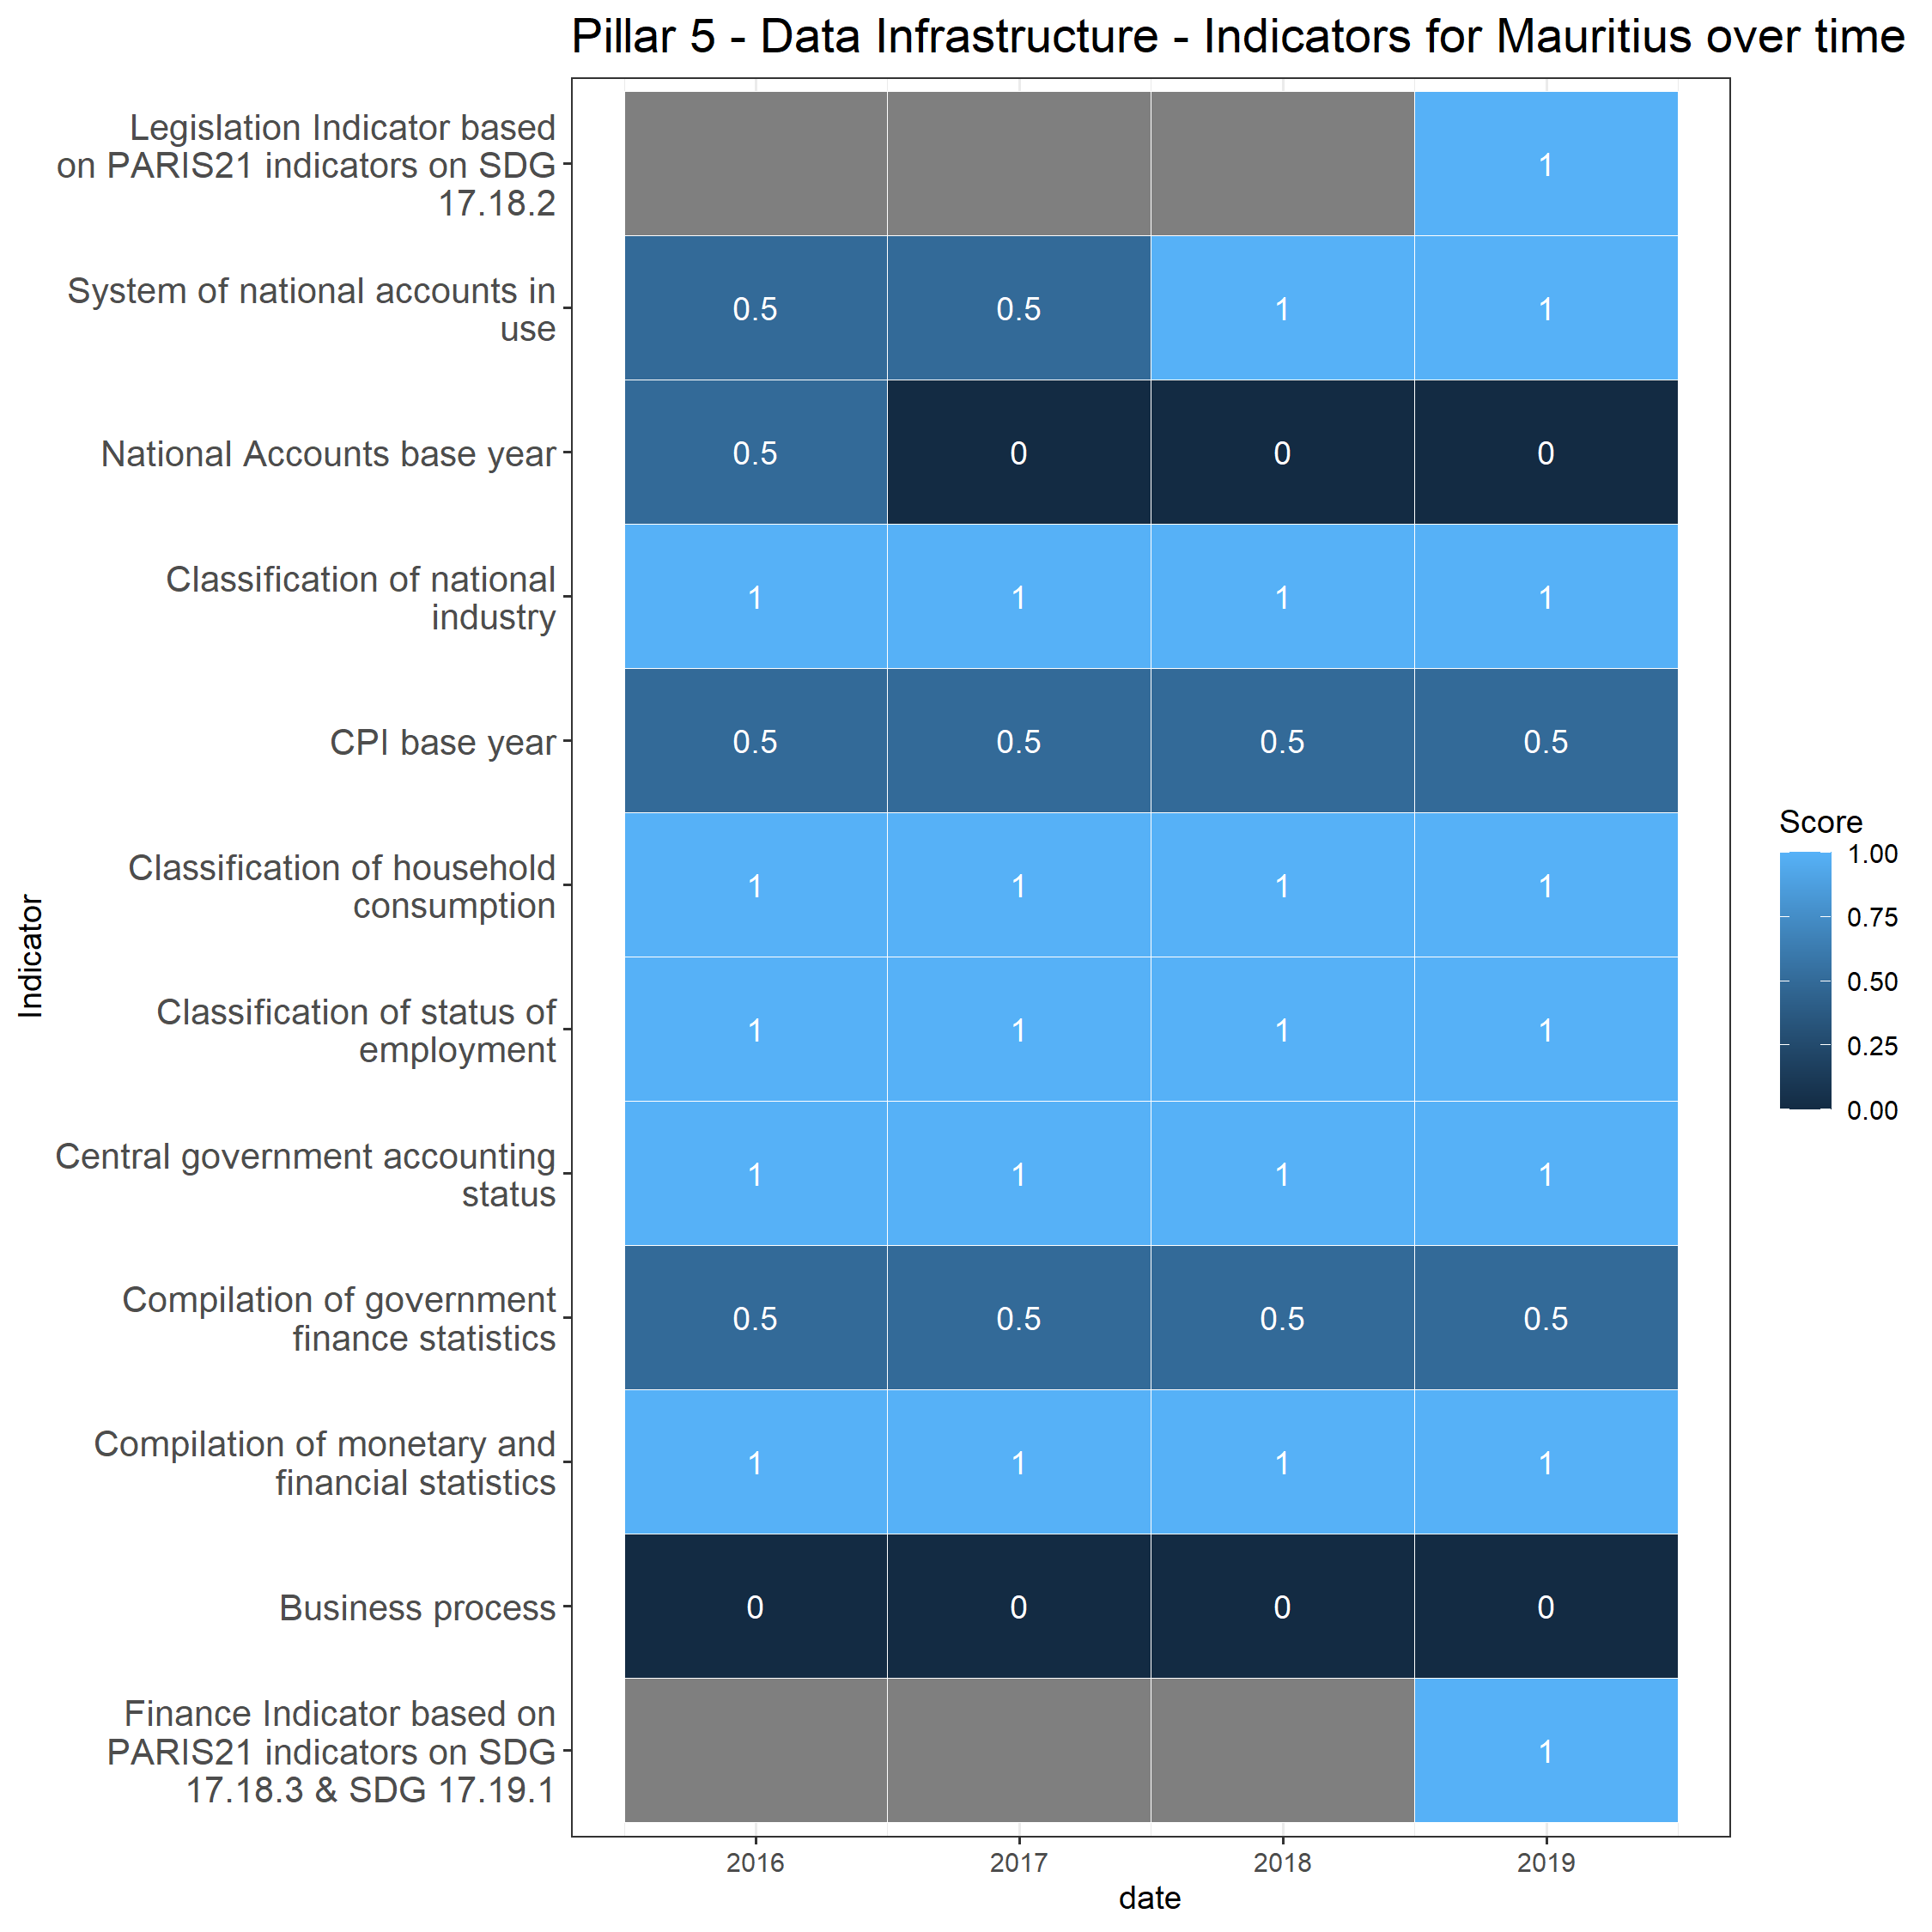 Pillar 5 - Data Infrastructure - Indicators for Mauritius over time
Legislation Indicator based
on PARIS21 indicators on SDG
17.18.2
1
System of national accounts in
use
0.5
0.5
1
1
National Accounts base year
0.5
0
0
0
Classification of national
industry
1
1
1
1
CPI base year
0.5
0.5
0.5
0.5
Classification of household
consumption
1
1
1
1
Classification of status of
employment
1
1
1
1
Central government accounting
status
1
1
1
1
Compilation of government
finance statistics
0.5
0.5
0.5
0.5
Compilation of monetary and
financial statistics
1
1
1
1
Business process
0
0
0
0
Finance Indicator based on
PARIS21 indicators on SDG
17.18.3 & SDG 17.19.1
1
Indicator
2016
2017
2018
2019
date
Score
1.00
0.75
0.50
0.25
0.00